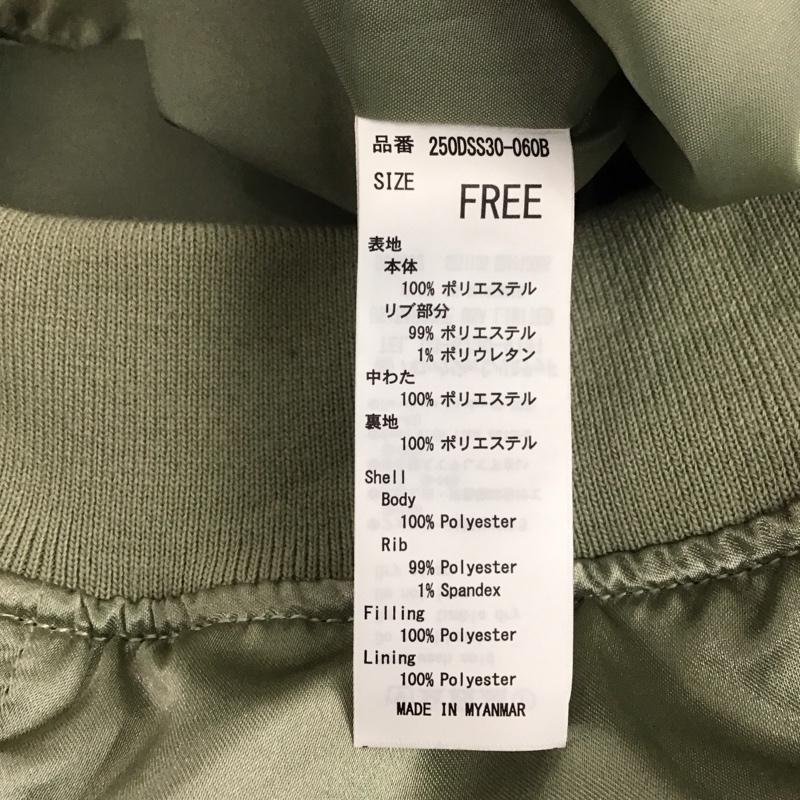 品番 250DSS30-060B
SIZE FREE
表地
本体
100% ポリエステル
リブ部分
99% ポリエステル
1% ポリウレタン
中わた
100% ポリエステル
裏地
100% ポリエステル
Shell
Body
100% Polyester
Rib
99% Polyester
1% Spandex
Filling
100% Polyester
Lining
100% Polyester
MADE IN MYANMAR